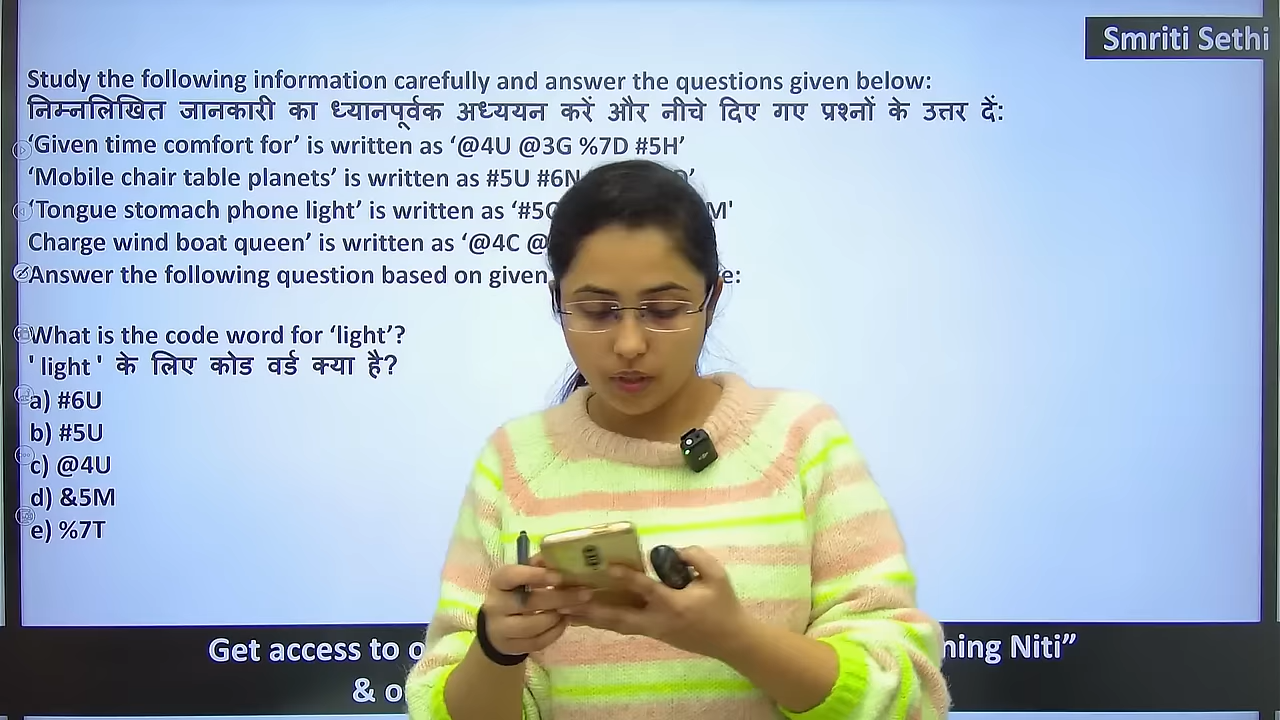 Smriti Sethi
Study the following information carefully and answer the questions given below:
निम्नलिखित जानकारी का ध्यानपूर्वक अध्ययन करें और नीचे दिए गए प्रश्नों के उत्तर दें:
‘Given time comfort for’ is written as ‘@4U @3G %7D #5H’
‘Mobile chair table planets’ is written as #5U #6N
‘Tongue stomach phone light’ is written as
Charge wind boat queen’ is written as ‘@4C
Answer the following question based on given
What is the code word for ‘light’?
' light ' के लिए कोड वर्ड क्या है?
a) #6U
b) #5U
c) @4U
d) &5M
e) %7T
Get access to
& Niti”